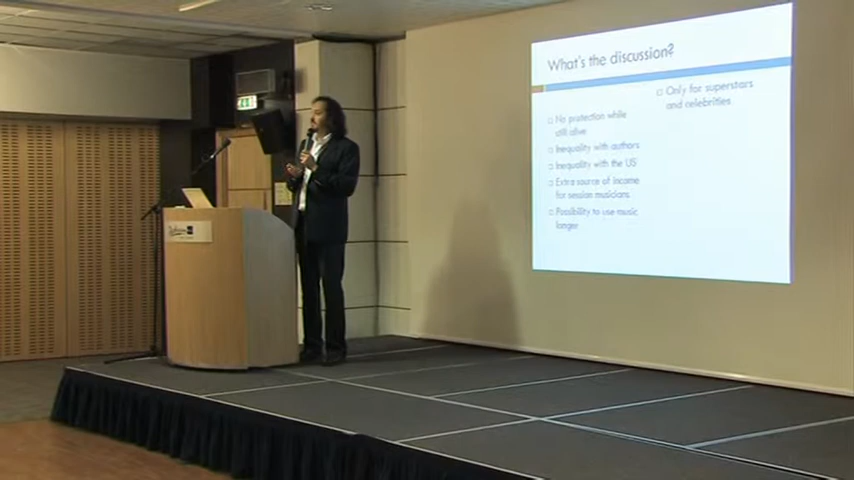 What's the discussion?
No protection while
still alive
Inequality with authors
Inequality with the US
Extra source of income
for session musicians
Possibility to use music
longer
Only for superstars
and celebrities